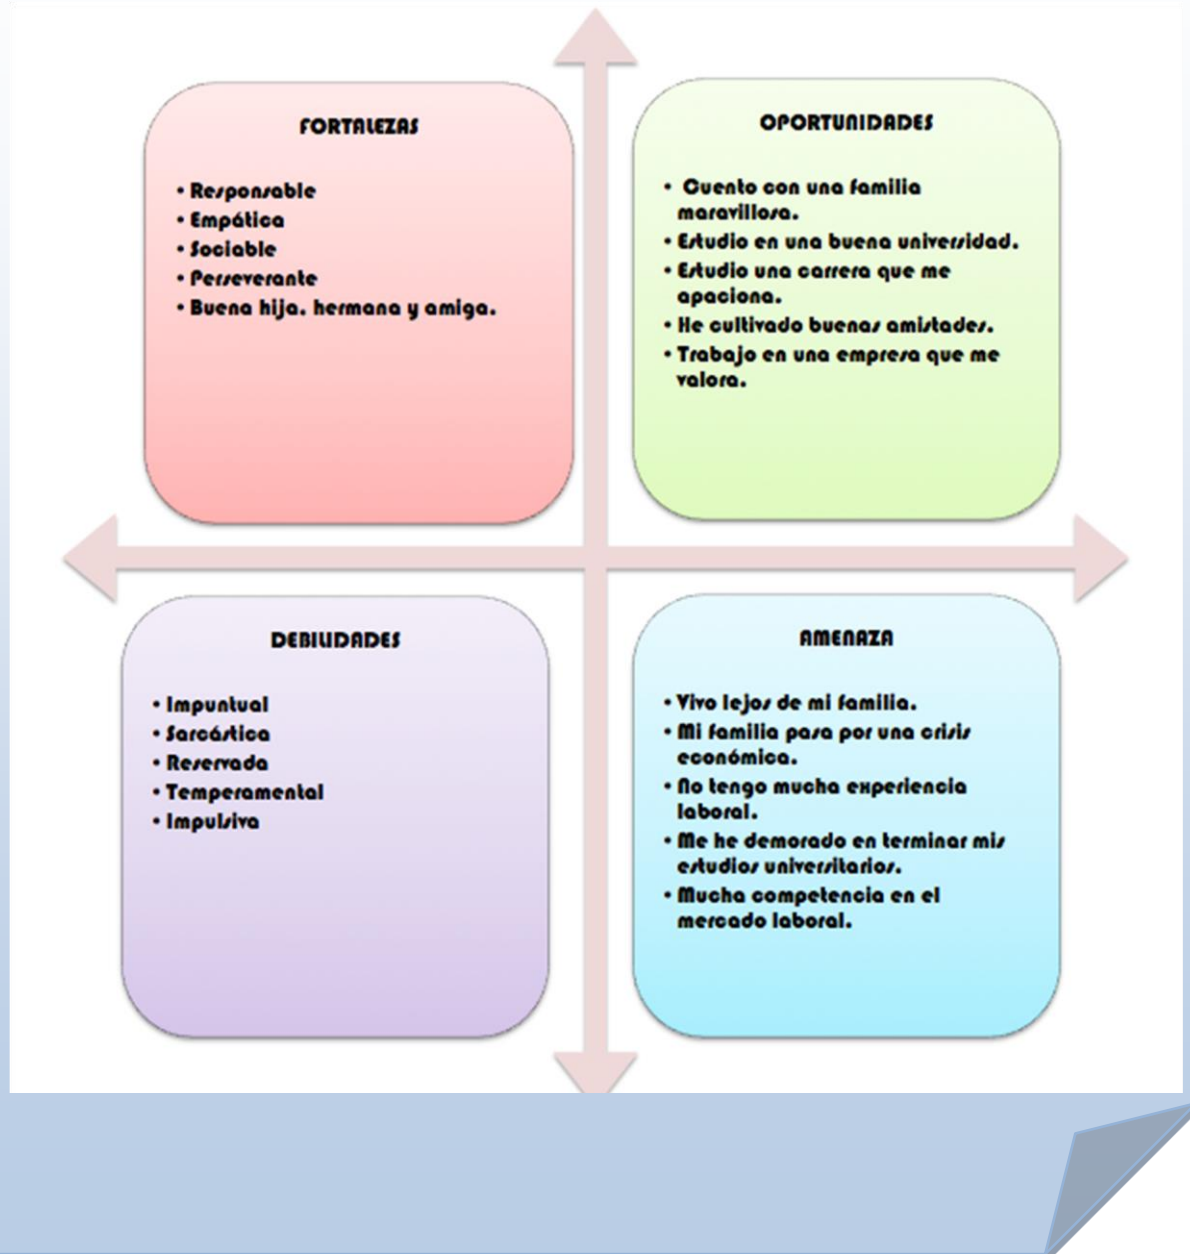 FORTALEZAS
• Responsable
• Empática
• Sociable
• Perseverante
• Buena hija, hermana y amiga.
OPORTUNIDADES
• Cuento con una familia
maravillosa.
• Estudio en una buena universidad.
• Estudio una carrera que me
apaciona.
• He cultivado buenas amistades.
• Trabajo en una empresa que me
valora.
DEBILIDADES
• Impuntual
• Sarcástica
• Reservada
• Temperamental
• Impulsiva
AMENAZA
• Vivo lejos de mi familia.
• Mi familia pasa por una crisis
económica.
• No tengo mucha experiencia
laboral.
• Me he demorado en terminar mis
estudios universitarios.
• Mucha competencia en el
mercado laboral.